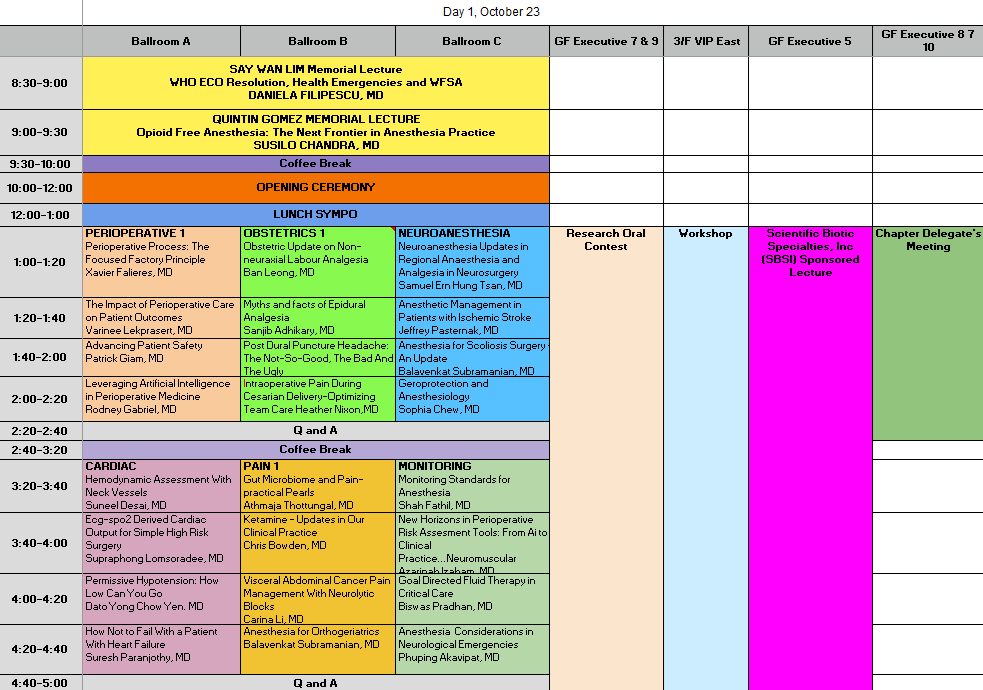 Day 1, October 23
Ballroom A
Ballroom B
Ballroom C
GF Executive 7 & 9
3/F VIP East
GF Executive 5
GF Executive 8 7
10
8:30-9:00
SAY WAN LIM Memorial Lecture
WHO ECO Resolution, Health Emergencies and WFSA
DANIELA FILIPESCU, MD
9:00-9:30
QUINTIN GOMEZ MEMORIAL LECTURE
Opioid Free Anesthesia: The Next Frontier in Anesthesia Practice
SUSILO CHANDRA, MD
9:30-10:00
Coffee Break
10:00-12:00
OPENING CEREMONY
12:00-1:00
LUNCH SYMPO
1:00-1:20
PERIOPERATIVE 1
Perioperative Process: The
Focused Factory Principle
Xavier Falieres, MD
OBSTETRICS 1
Obstetric Update on Non-
neuraxial Labour Analgesia
Ban Leong, MD
NEUROANESTHESIA
Neuroanesthesia Updates in
Regional Anaesthesia and
Analgesia in Neurosurgery
Samuel Ern Hung Tsan, MD
Research Oral
Contest
Workshop
Scientific Biotic
Specialties, Inc
(SBSI) Sponsored
Lecture
Chapter Delegate's
Meeting
1:20-1:40
The Impact of Perioperative Care
on Patient Outcomes
Varinee Lekprasert, MD
Myths and facts of Epidural
Analgesia
Sanjib Adhikary, MD
Anesthetic Management in
Patients with Ischemic Stroke
Jeffrey Pasternak, MD
1:40-2:00
Advancing Patient Safety
Patrick Giam, MD
Post Dural Puncture Headache:
The Not-So-Good, The Bad And
The Ugly
Anesthesia for Scoliosis Surgery -
An Update
Balavenkat Subramanian, MD
2:00-2:20
Leveraging Artificial Intelligence
in Perioperative Medicine
Rodney Gabriel, MD
Intraoperative Pain During
Cesarian Delivery-Optimizing
Team Care Heather Nixon,MD
Geroprotection and
Anesthesiology
Sophia Chew, MD
2:20-2:40
Q and A
2:40-3:20
Coffee Break
3:20-3:40
CARDIAC
Hemodynamic Assessment With
Neck Vessels
Suneel Desai, MD
PAIN 1
Gut Microbiome and Pain-
practical Pearls
Athmaja Thottungal, MD
MONITORING
Monitoring Standards for
Anesthesia
Shah Fathil, MD
3:40-4:00
Ecg-spo2 Derived Cardiac
Output for Simple High Risk
Surgery
Supraphong Lomsoradee, MD
Ketamine - Updates in Our
Clinical Practice
Chris Bowden, MD
New Horizons in Perioperative
Risk Assesment Tools: From Ai to
Clinical
Practice...Neuromuscular
Azarinah Izaham, MD
4:00-4:20
Permissive Hypotension: How
Low Can You Go
Dato Yong Chow Yen. MD
Visceral Abdominal Cancer Pain
Management With Neurolytic
Blocks
Carina Li, MD
Goal Directed Fluid Therapy in
Critical Care
Biswas Pradhan, MD
4:20-4:40
How Not to Fail With a Patient
With Heart Failure
Suresh Paranjothy, MD
Anesthesia for Orthogeriatrics
Balavenkat Subramanian, MD
Anesthesia Considerations in
Neurological Emergencies
Phuping Akavipat, MD
4:40-5:00
Q and A